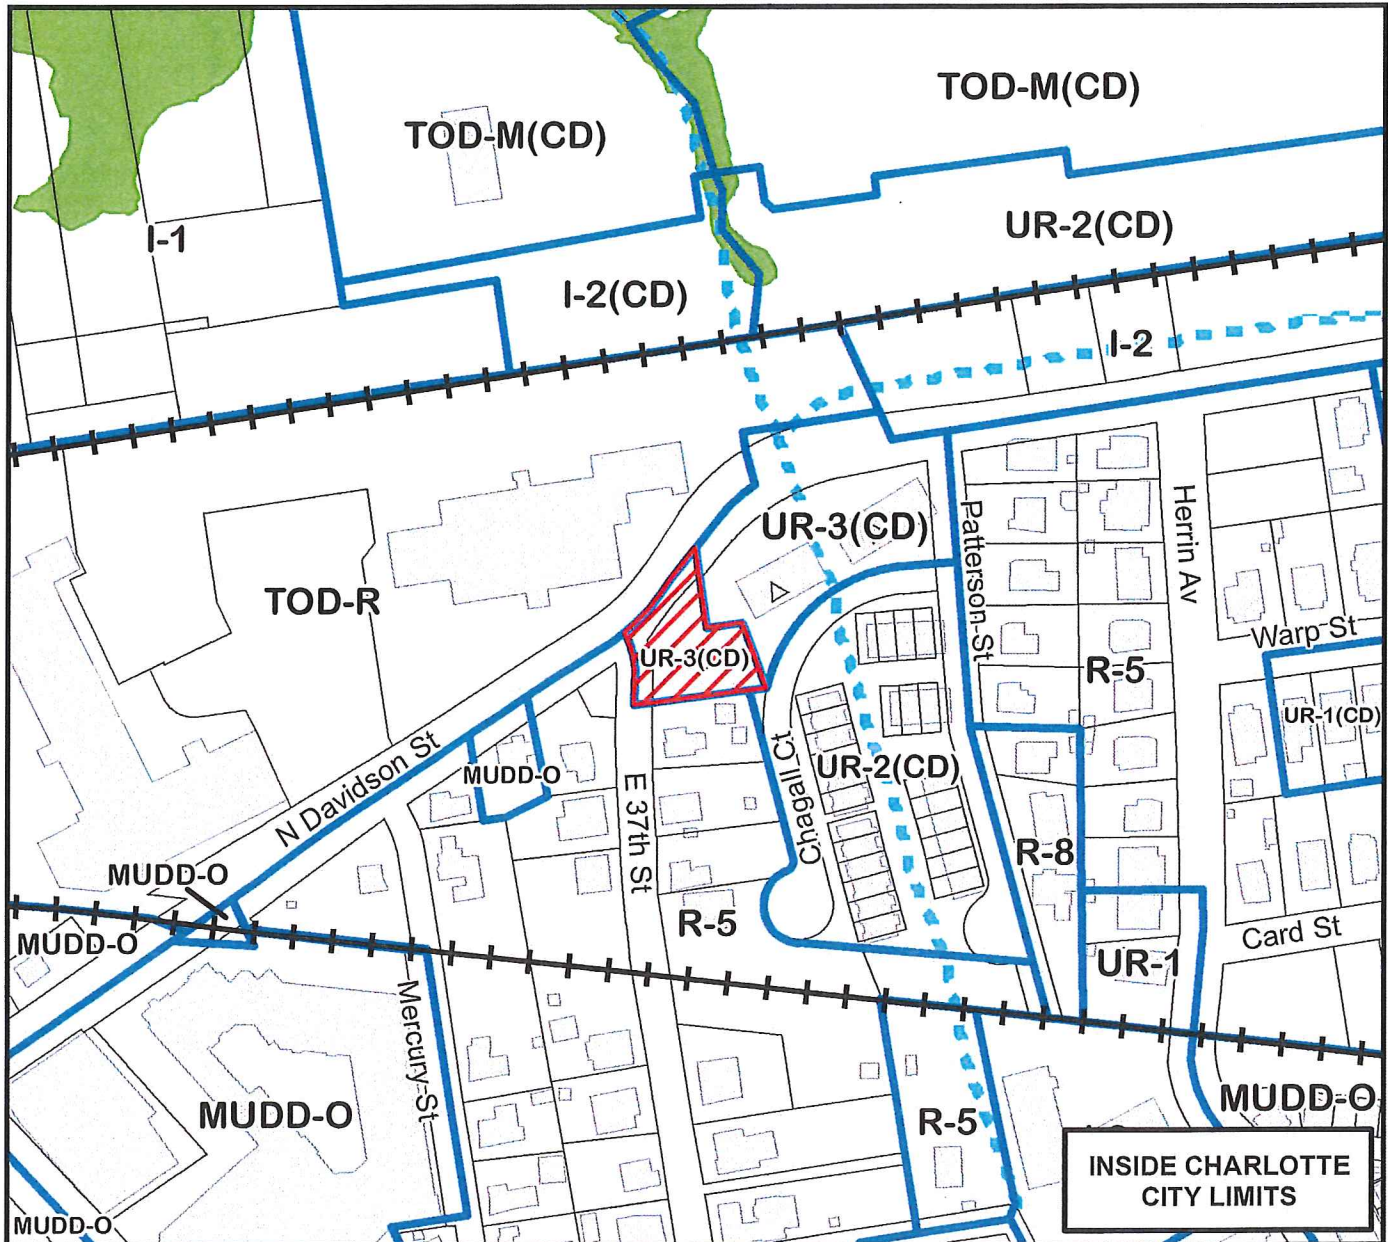 TOD-M(CD)
TOD-M(CD)
UR-2(CD)
I-1
I-2(CD)
I-2
UR-3(CD)
Patterson St
Herrin Av
TOD-R
UR-3(CD)
Warp St
R-5
UR-1(CD)
N Davidson St
MUDD-O
E 37th St
Chagall Ct
UR-2(CD)
R-8
MUDD-O
R-5
MUDD-O
Card St
UR-1
Mercury St
MUDD-O
R-5
MUDD-O
INSIDE CHARLOTTE
CITY LIMITS
MUDD-O